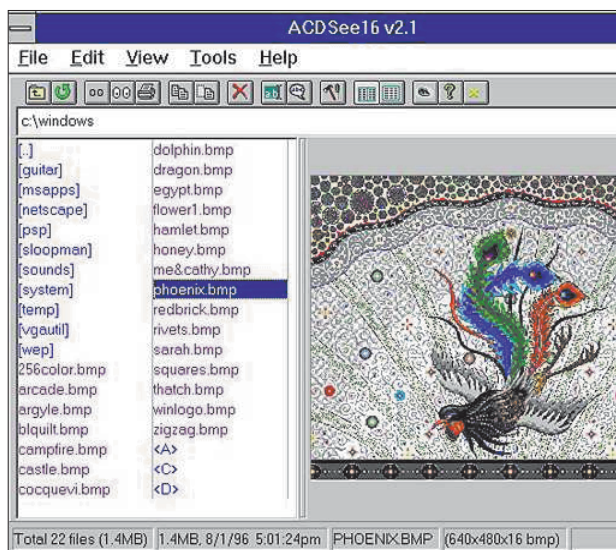 ACDSee16 v2.1
File Edit View Tools Help
c:\windows
[..]
[guitar]
[msapps]
[netscape]
[psp]
[sloopman]
[sounds]
[system]
[temp]
[vgautil]
[wep]
256color.bmp
arcade.bmp
argyle.bmp
blquilt.bmp
campfire.bmp
castle.bmp
cocquevi.bmp
dolphin.bmp
dragon.bmp
egypt.bmp
flower1.bmp
hamlet.bmp
honey.bmp
me&cathy.bmp
phoenix.bmp
redbrick.bmp
rivets.bmp
sarah.bmp
squares.bmp
thatch.bmp
winlogo.bmp
zigzag.bmp
<A>
<C>
<D>
Total 22 files (1.4MB) 1.4MB, 8/1/96 5:01:24pm PHOENIX.BMP (640x480x16 bmp)